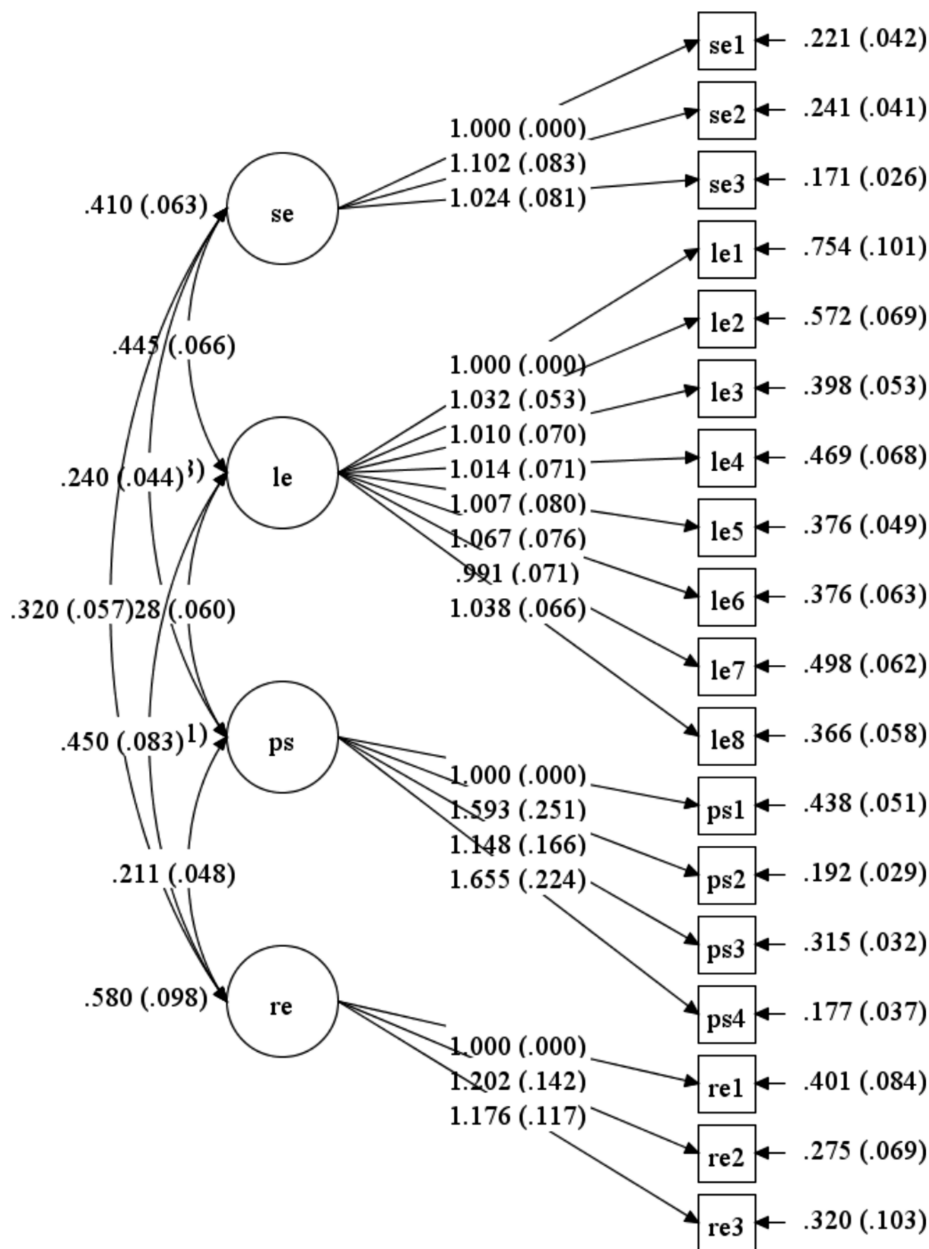 se1 .221 (.042)
se2 .241 (.041)
1.000 (.000)
1.102 (.083)
se3 .171 (.026)
1.024 (.081)
.410 (.063) se
le1 .754 (.101)
le2 .572 (.069)
.445 (.066)
1.000 (.000)
le3 .398 (.053)
1.032 (.053)
1.010 (.070)
le4 .469 (.068)
1.014 (.071)
.240 (.044) 3) le
1.007 (.080)
le5 .376 (.049)
1.067 (.076)
.991 (.071)
le6 .376 (.063)
.320 (.057) 28 (.060)
1.038 (.066)
le7 .498 (.062)
le8 .366 (.058)
.450 (.083) 1) ps
1.000 (.000)
ps1 .438 (.051)
1.593 (.251)
1.148 (.166)
ps2 .192 (.029)
.211 (.048)
1.655 (.224)
ps3 .315 (.032)
.580 (.098) re
ps4 .177 (.037)
1.000 (.000)
re1 .401 (.084)
1.202 (.142)
1.176 (.117)
re2 .275 (.069)
re3 .320 (.103)